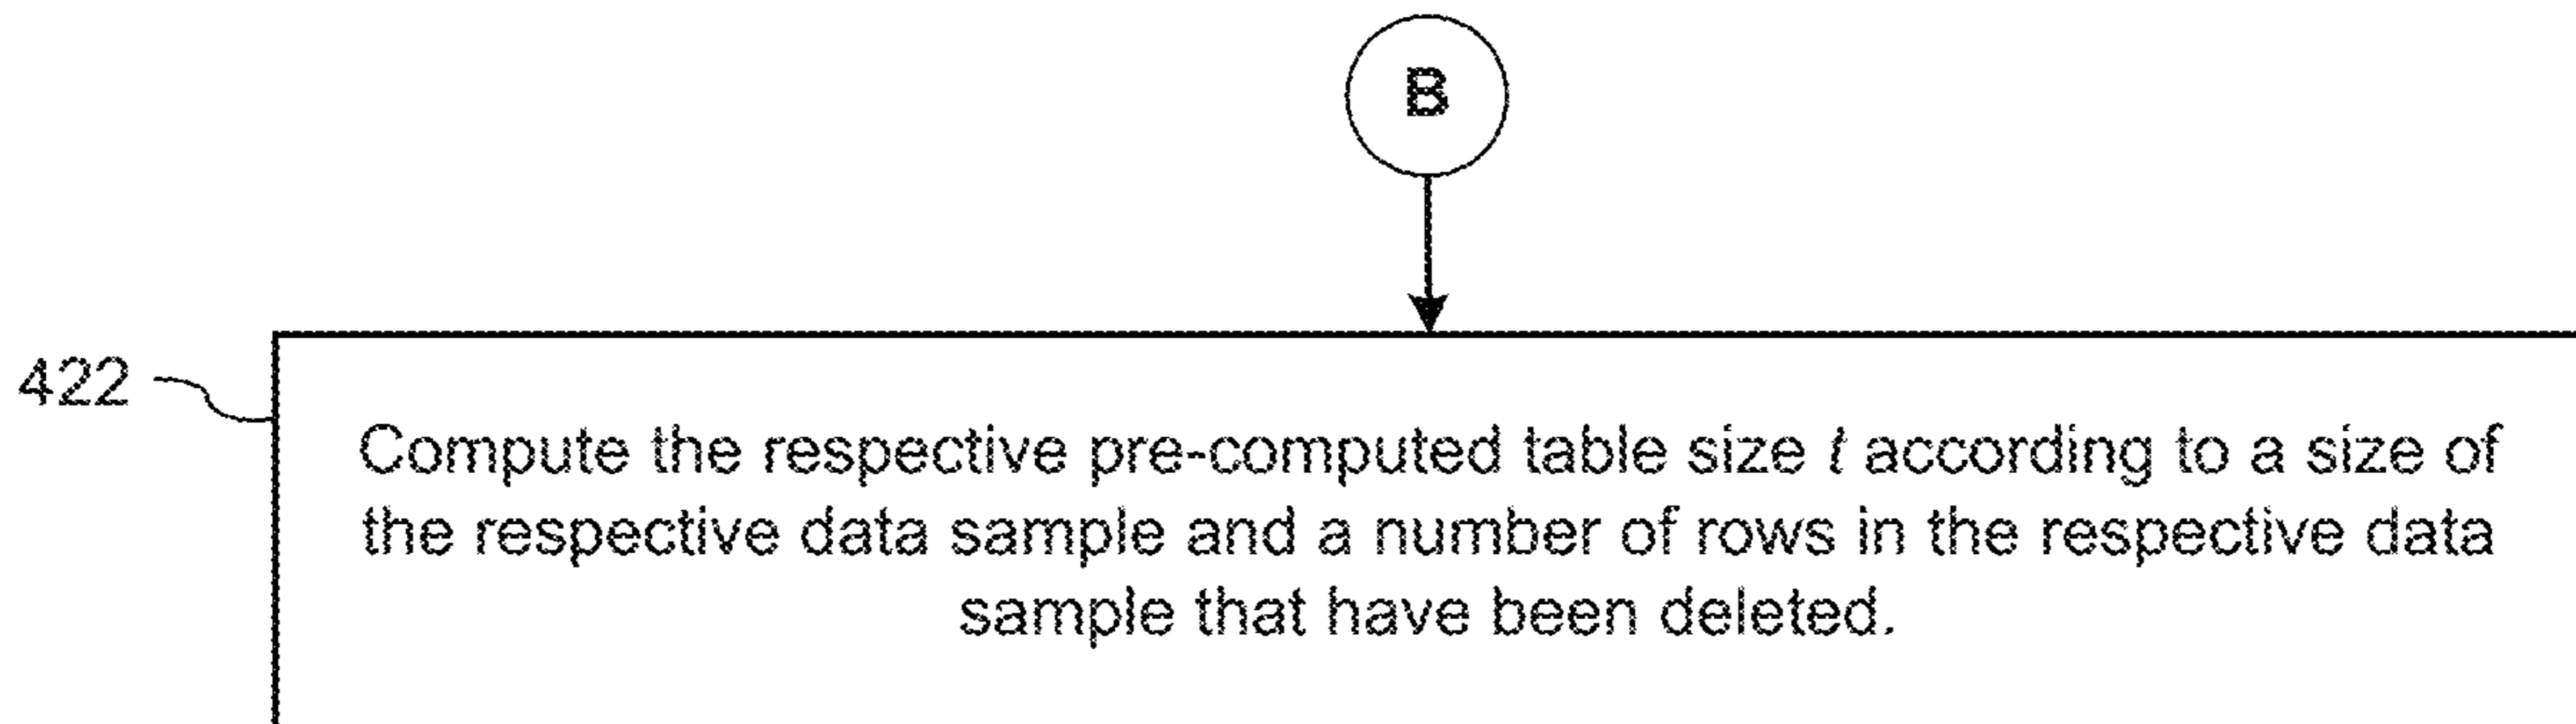 B
422
Compute the respective pre-computed table size t according to a size of
the respective data sample and a number of rows in the respective data
sample that have been deleted.